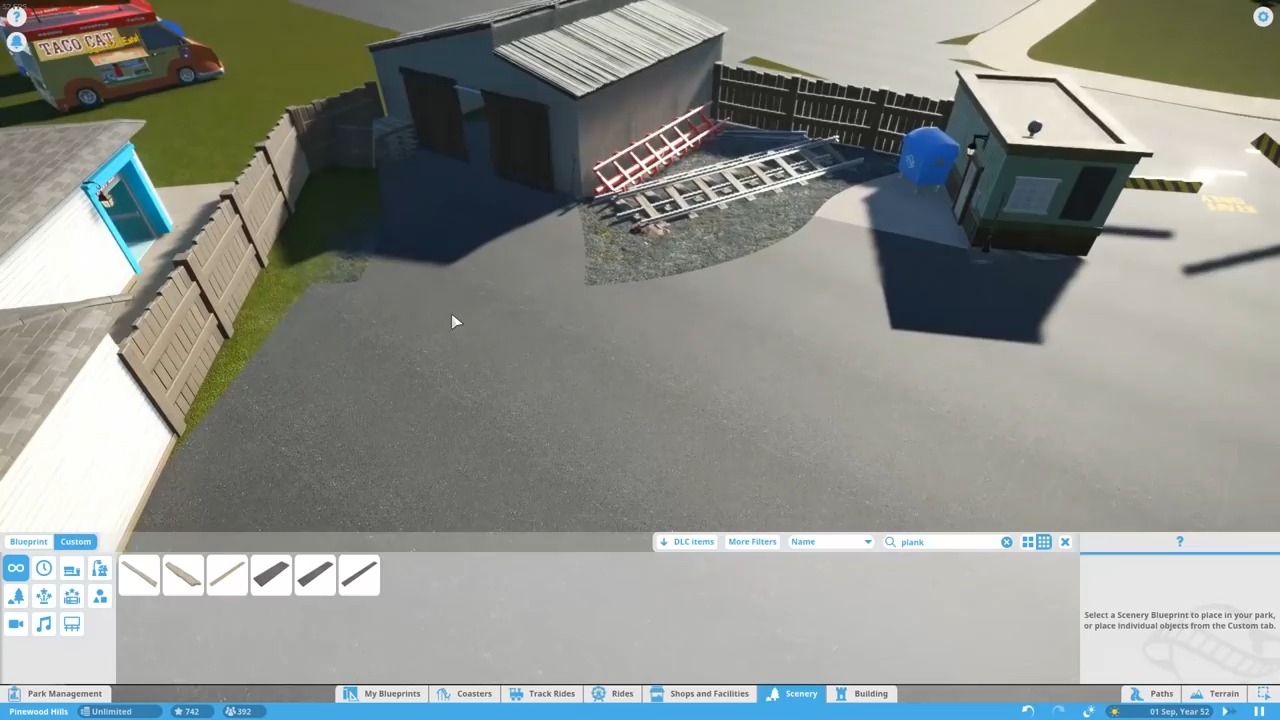 TACO CAT
Blueprint
Custom
DLC items
More Filters
Name
plank
?
Select a Scenery Blueprint to place in your park,
or place individual objects from the Custom tab.
Park Management
My Blueprints
Coasters
Track Rides
Rides
Shops and Facilities
Scenery
Building
Paths
Terrain
Pinewood Hills
Unlimited
742
392
01 Sep, Year 52